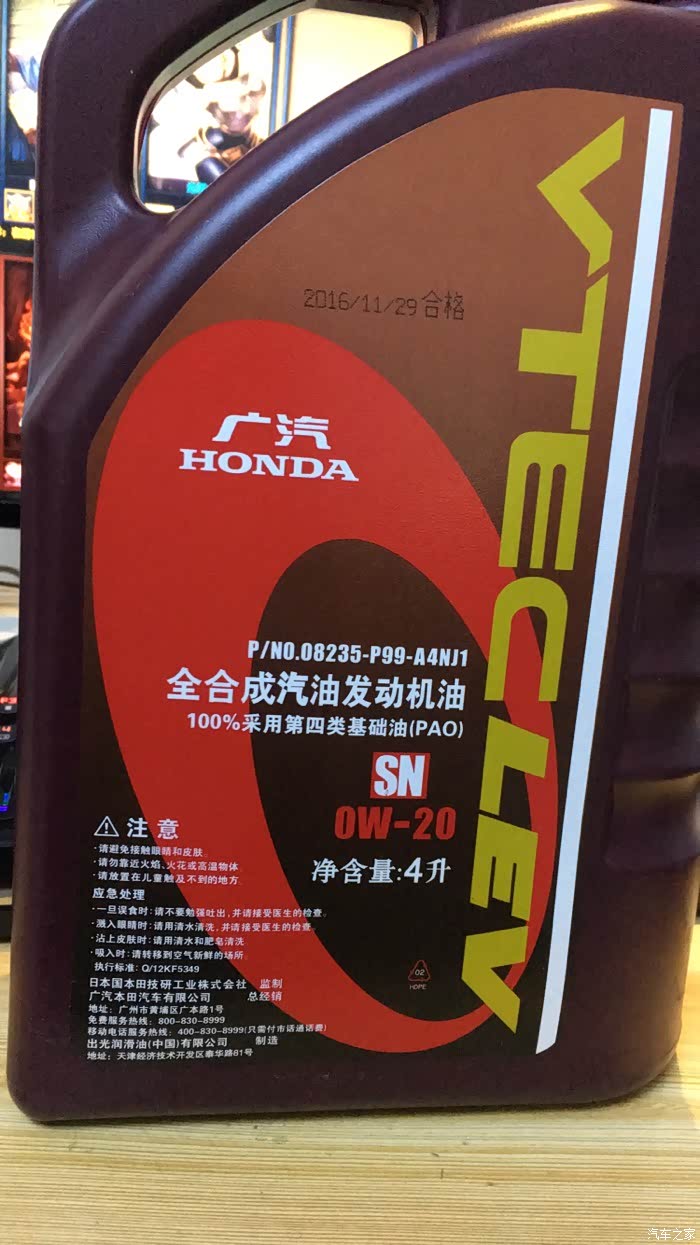 2016/11/29合格
VTECLEV
广汽
HONDA
P/NO.08235-P99-A4NJ1
全合成汽油发动机油
100%采用第四类基础油(PAO)
SN
0W-20
净含量:4升
注意
·请避免接触眼睛和皮肤。
·请勿靠近火焰、火花或高温物体。
·请放置在儿童触及不到的地方。
应急处理
·一旦误食时:请不要勉强吐出,并请接受医生的检查。
·溅入眼睛时:请用清水清洗,并请接受医生的检查。
·沾上皮肤时:请用清水和肥皂清洗
·吸入时:请转移到空气新鲜的场所。
执行标准: Q/12KF5349
日本国本田技研工业株式会社 监制
广汽本田汽车有限公司 总经销
地址: 广州市黄埔区广本路1号
免费服务热线: 800-830-8999
移动电话服务热线: 400-830-8999(只需付市话通话费)
出光润滑油(中国)有限公司 制造
地址: 天津经济技术开发区泰华路81号
02
HDPE
汽车之家